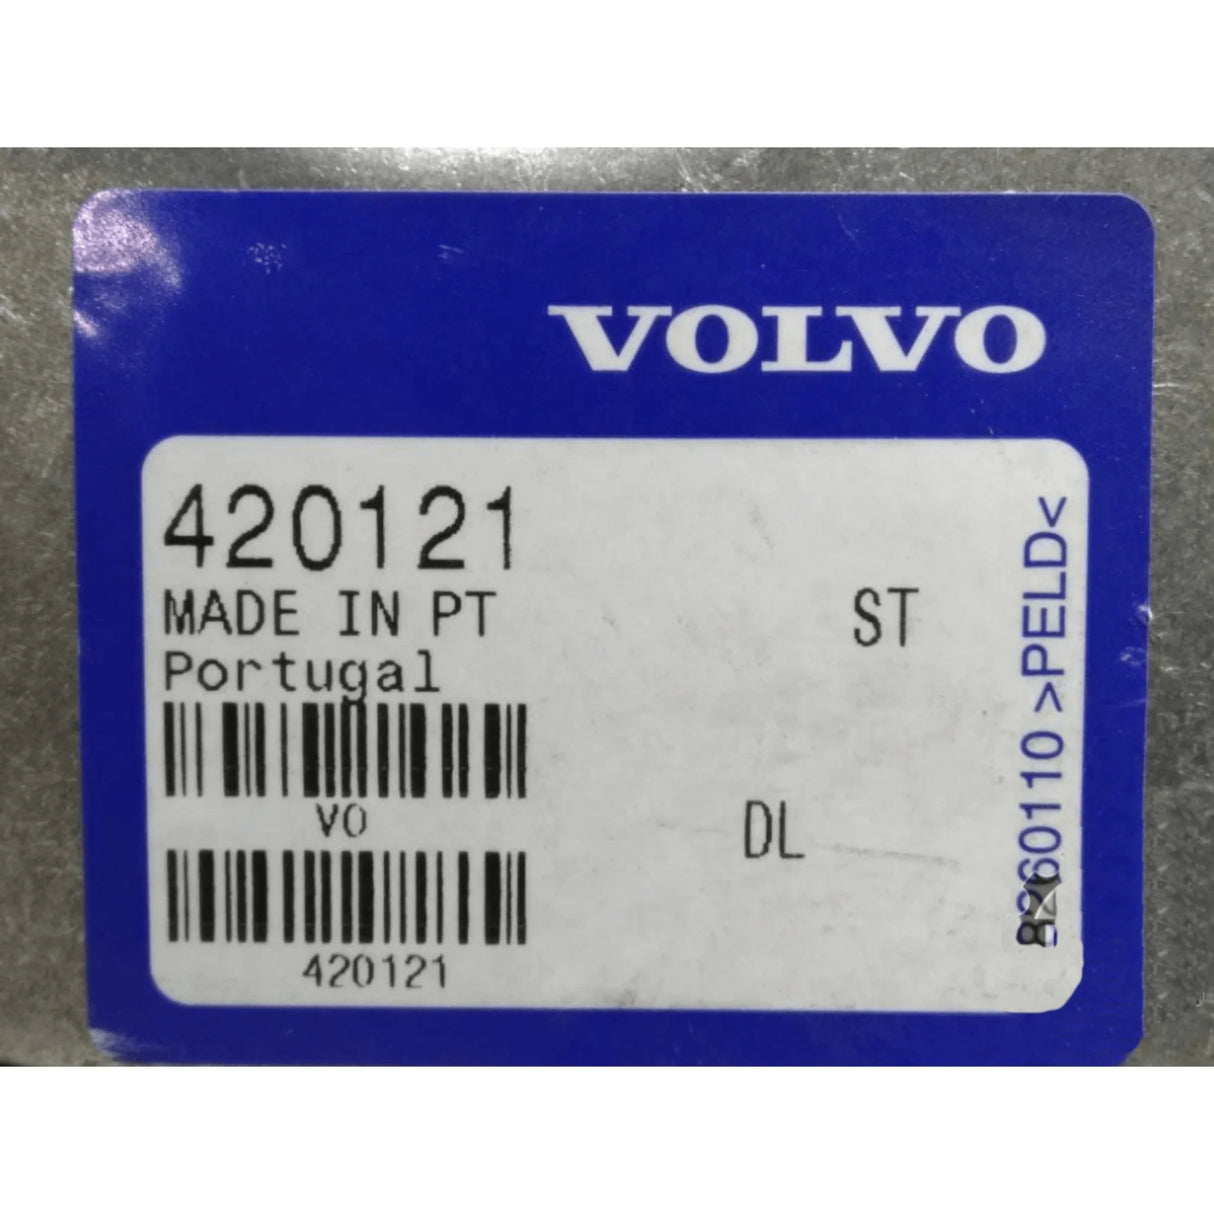 VOLVO
420121
MADE IN PT
ST
Portugal
VO
DL
420121
>PELD<